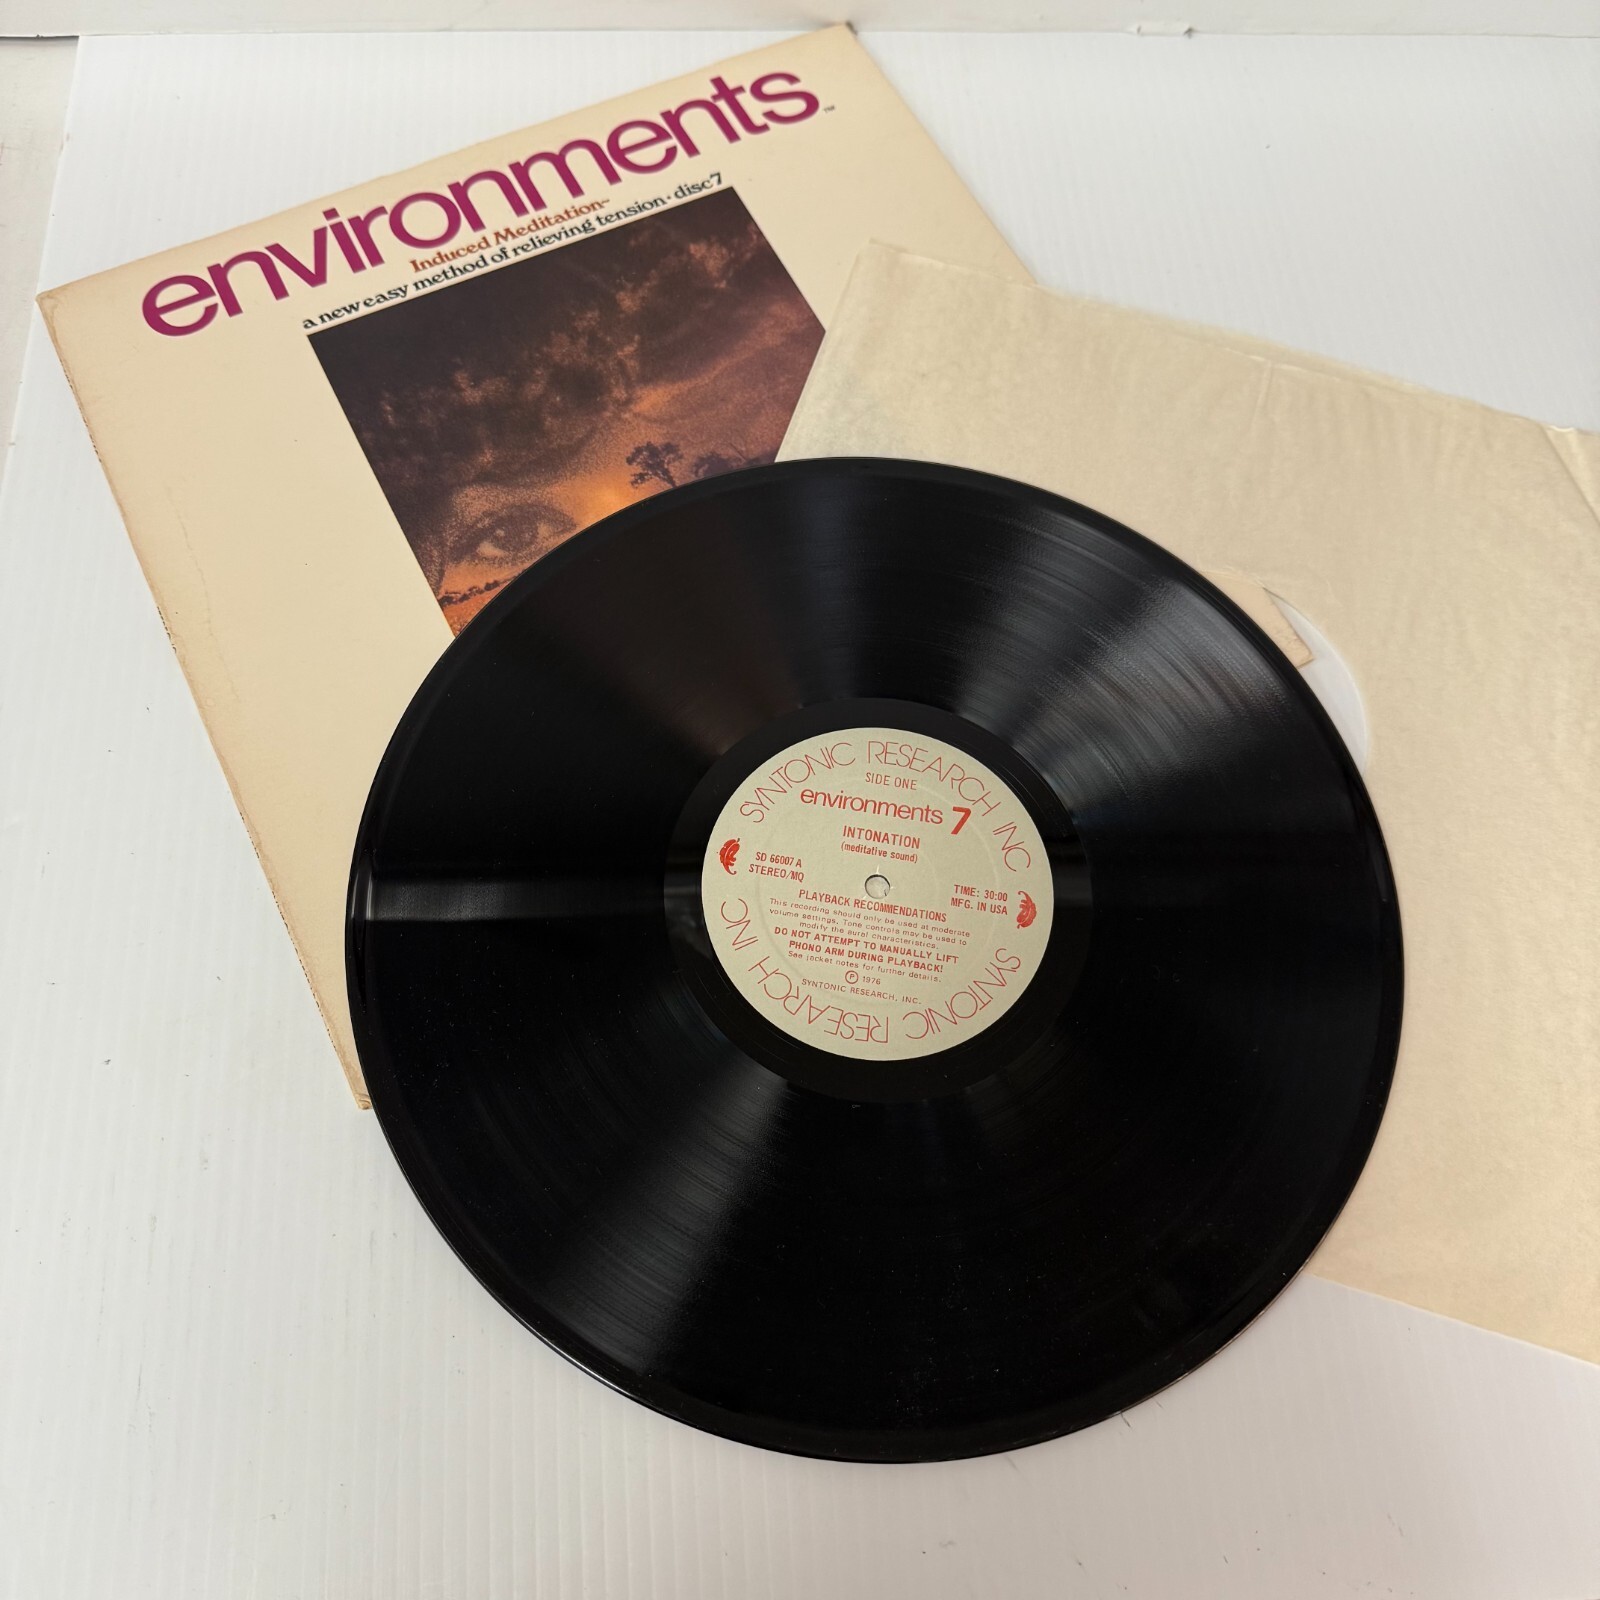 environments™
Induced Meditation-
a new easy method of relieving tension · disc 7
SYNTONIC RESEARCH INC
SIDE ONE
environments 7
INTONATION
(meditative sound)
SD 66007 A
STEREO/MQ
TIME: 30:00
MFG. IN USA
PLAYBACK RECOMMENDATIONS
This recording should only be used at moderate
volume settings. Tone controls may be used to
modify the aural characteristics.
DO NOT ATTEMPT TO MANUALLY LIFT
PHONO ARM DURING PLAYBACK!
See jacket notes for further details.
Ⓟ 1976
SYNTONIC RESEARCH, INC.
SYNTONIC RESEARCH INC